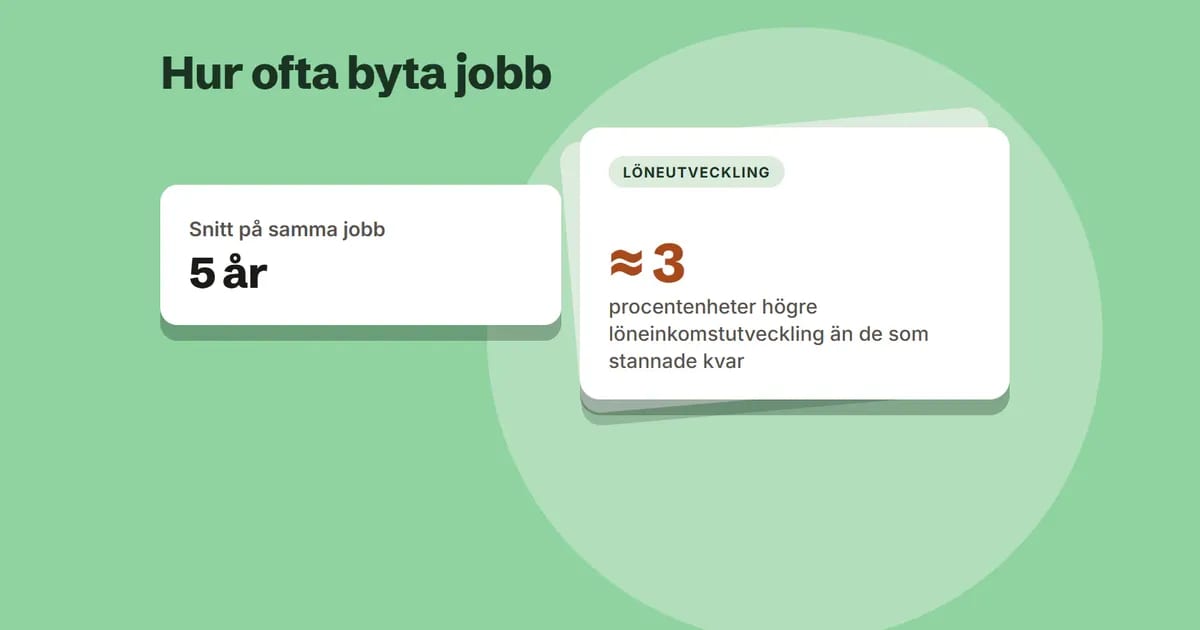 Hur ofta byta jobb
Snitt på samma jobb
5 år
LÖNEUTVECKLING
≈ 3
procentenheter högre
löneinkomstutveckling än de som
stannade kvar